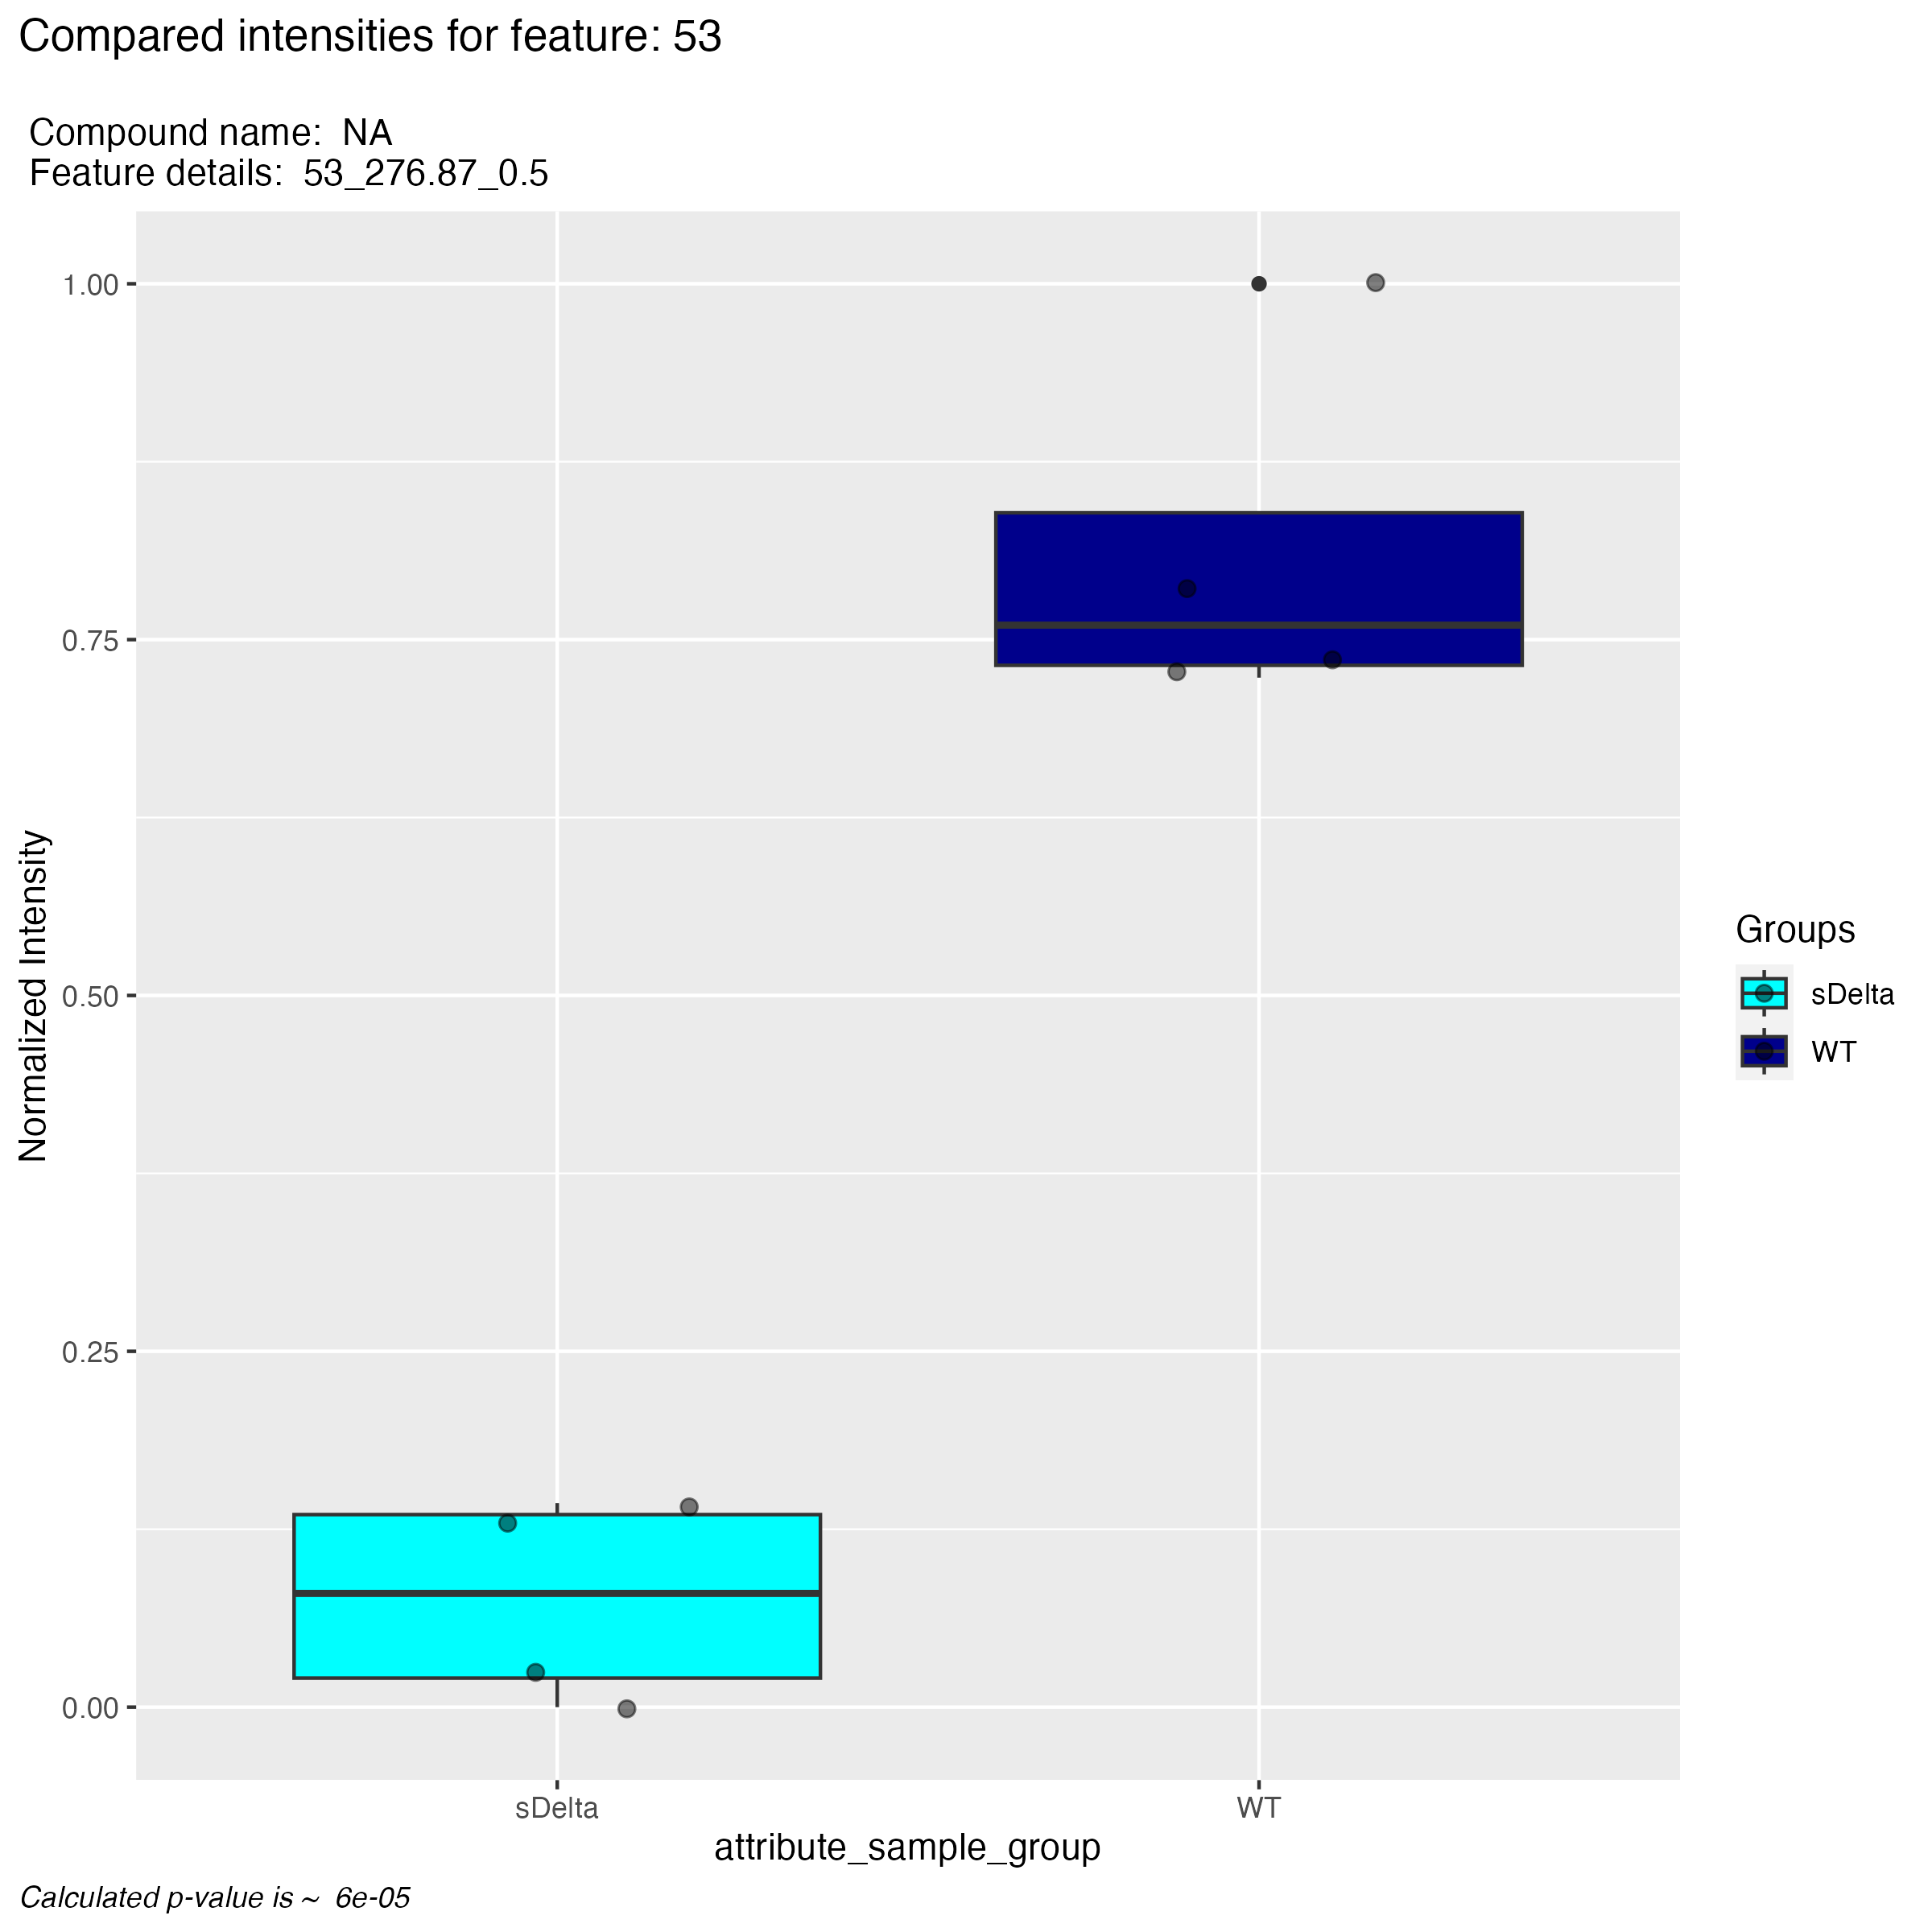 Compared intensities for feature: 53
Compound name:  NA
Feature details:  53_276.87_0.5
Normalized Intensity
1.00
0.75
0.50
0.25
0.00
sDelta
WT
attribute_sample_group
Groups
sDelta
WT
Calculated p-value is ~  6e-05